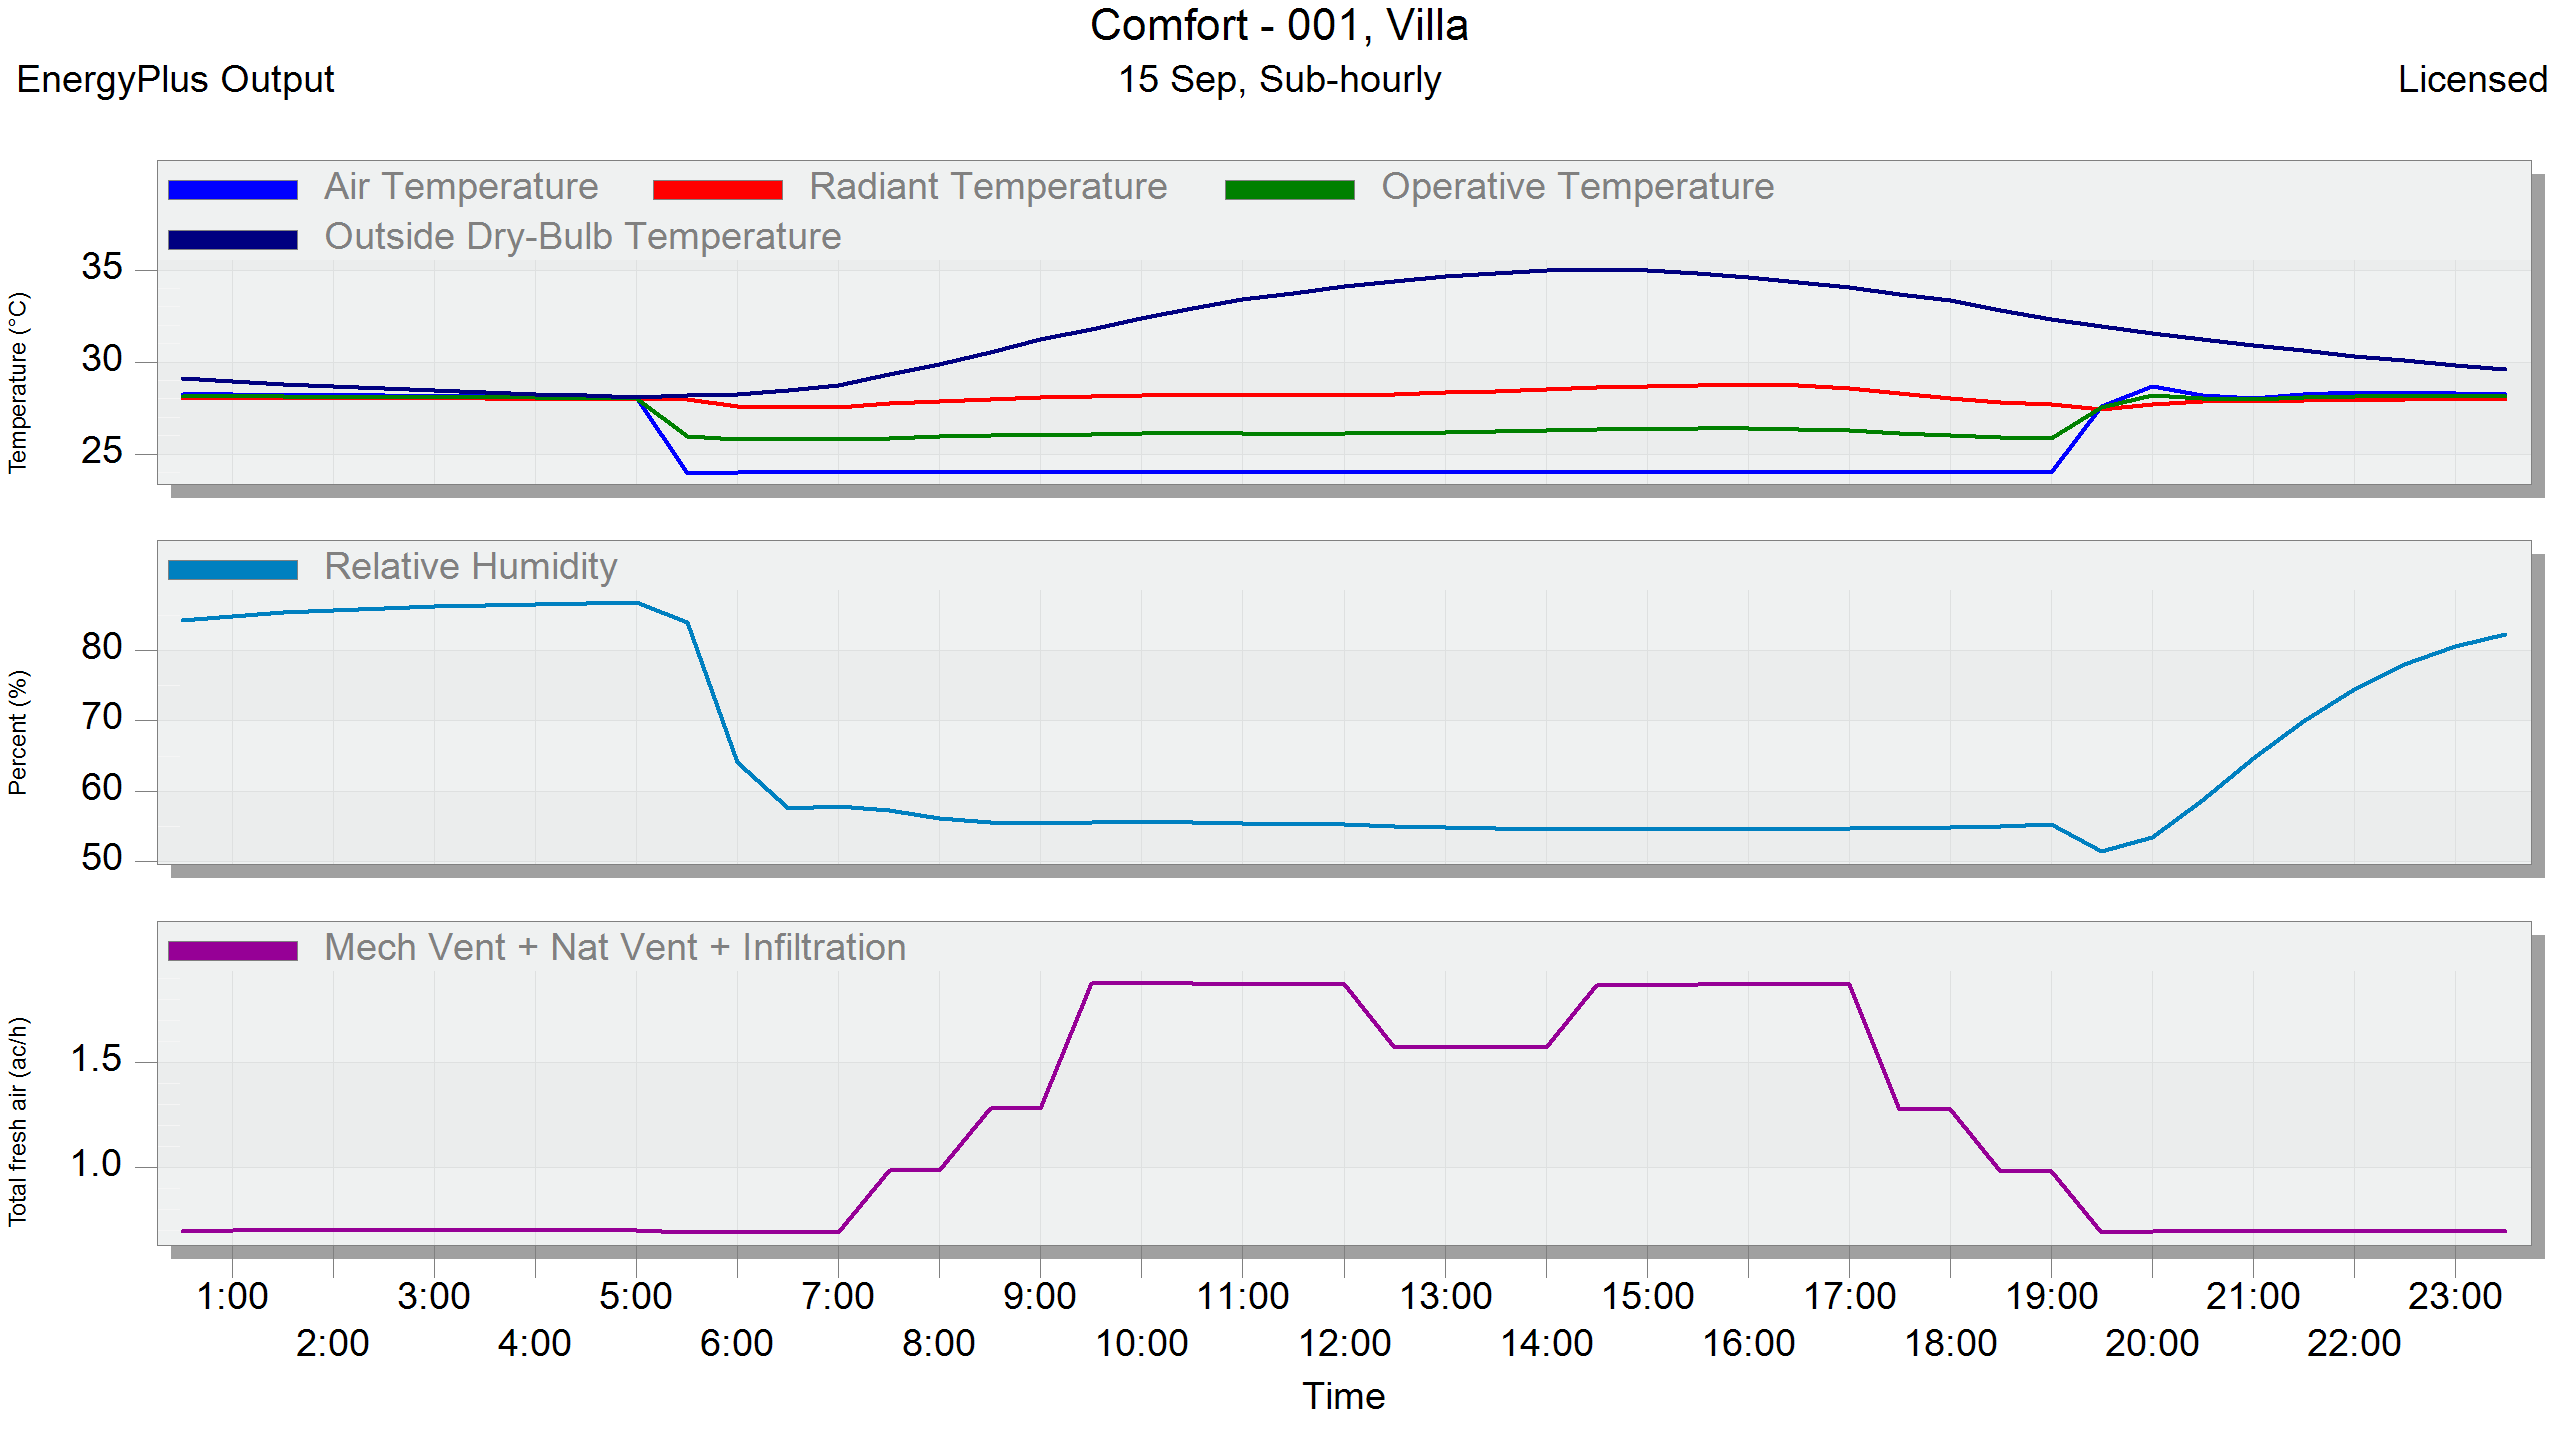 Comfort - 001, Villa
EnergyPlus Output
15 Sep, Sub-hourly
Licensed
Air Temperature
Radiant Temperature
Operative Temperature
Outside Dry-Bulb Temperature
Temperature (°C)
35
30
25
Relative Humidity
Percent (%)
80
70
60
50
Mech Vent + Nat Vent + Infiltration
Total fresh air (ac/h)
1.5
1.0
1:00 3:00 5:00 7:00 9:00 11:00 13:00 15:00 17:00 19:00 21:00 23:00
2:00 4:00 6:00 8:00 10:00 12:00 14:00 16:00 18:00 20:00 22:00
Time